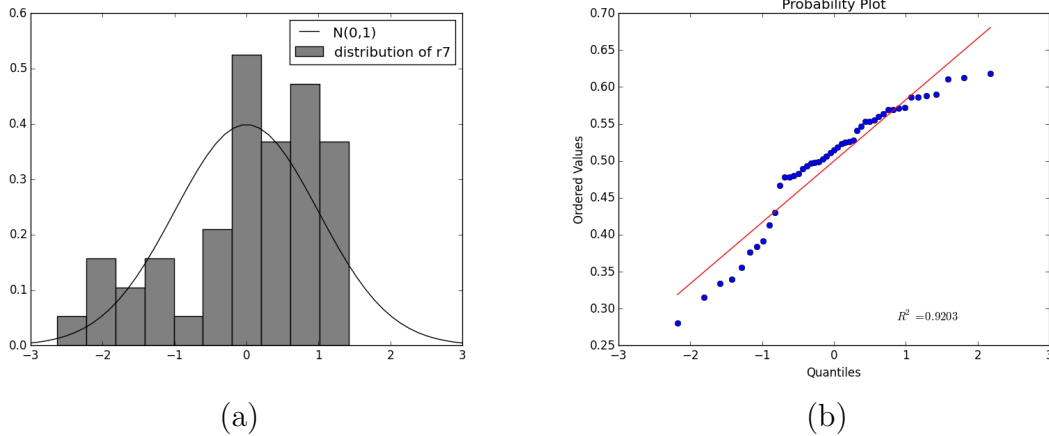 0.6
0.5
0.4
0.3
0.2
0.1
0.0
−3 −2 −1 0 1 2 3
N(0,1)
distribution of r7
(a)
Probability Plot
0.70
0.65
0.60
0.55
0.50
0.45
0.40
0.35
0.30
0.25
Ordered Values
R² =0.9203
−3 −2 −1 0 1 2 3
Quantiles
(b)